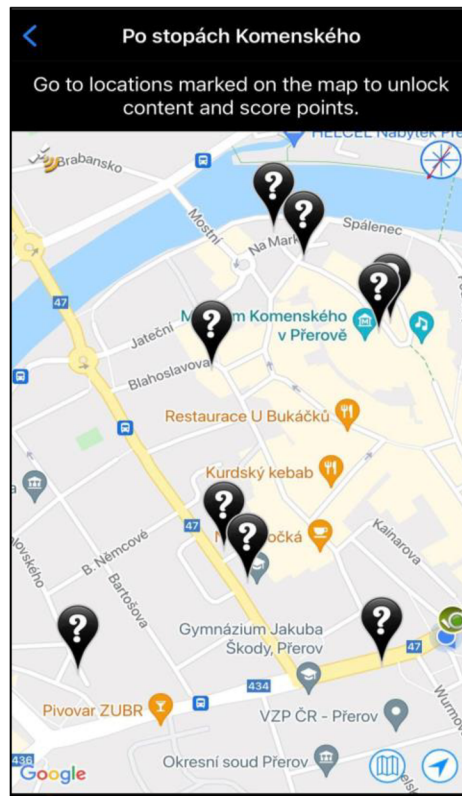 Po stopách Komenského
Go to locations marked on the map to unlock
content and score points.
HELCEL Nábytek
Brabansko
Mostní
Na
Spálenec
?
?
?
?
47
Jateční
Komenského
v Přerově
Blahoslavova
Restaurace U Bukáčků
Kurdský kebab
?
?
47
Kainarova
B. Němcové
Bartošova
?
?
Gymnázium Jakuba
Škody, Přerov
47
434
Pivovar ZUBR
VZP ČR - Přerov
436
Okresní soud Přerov
Google